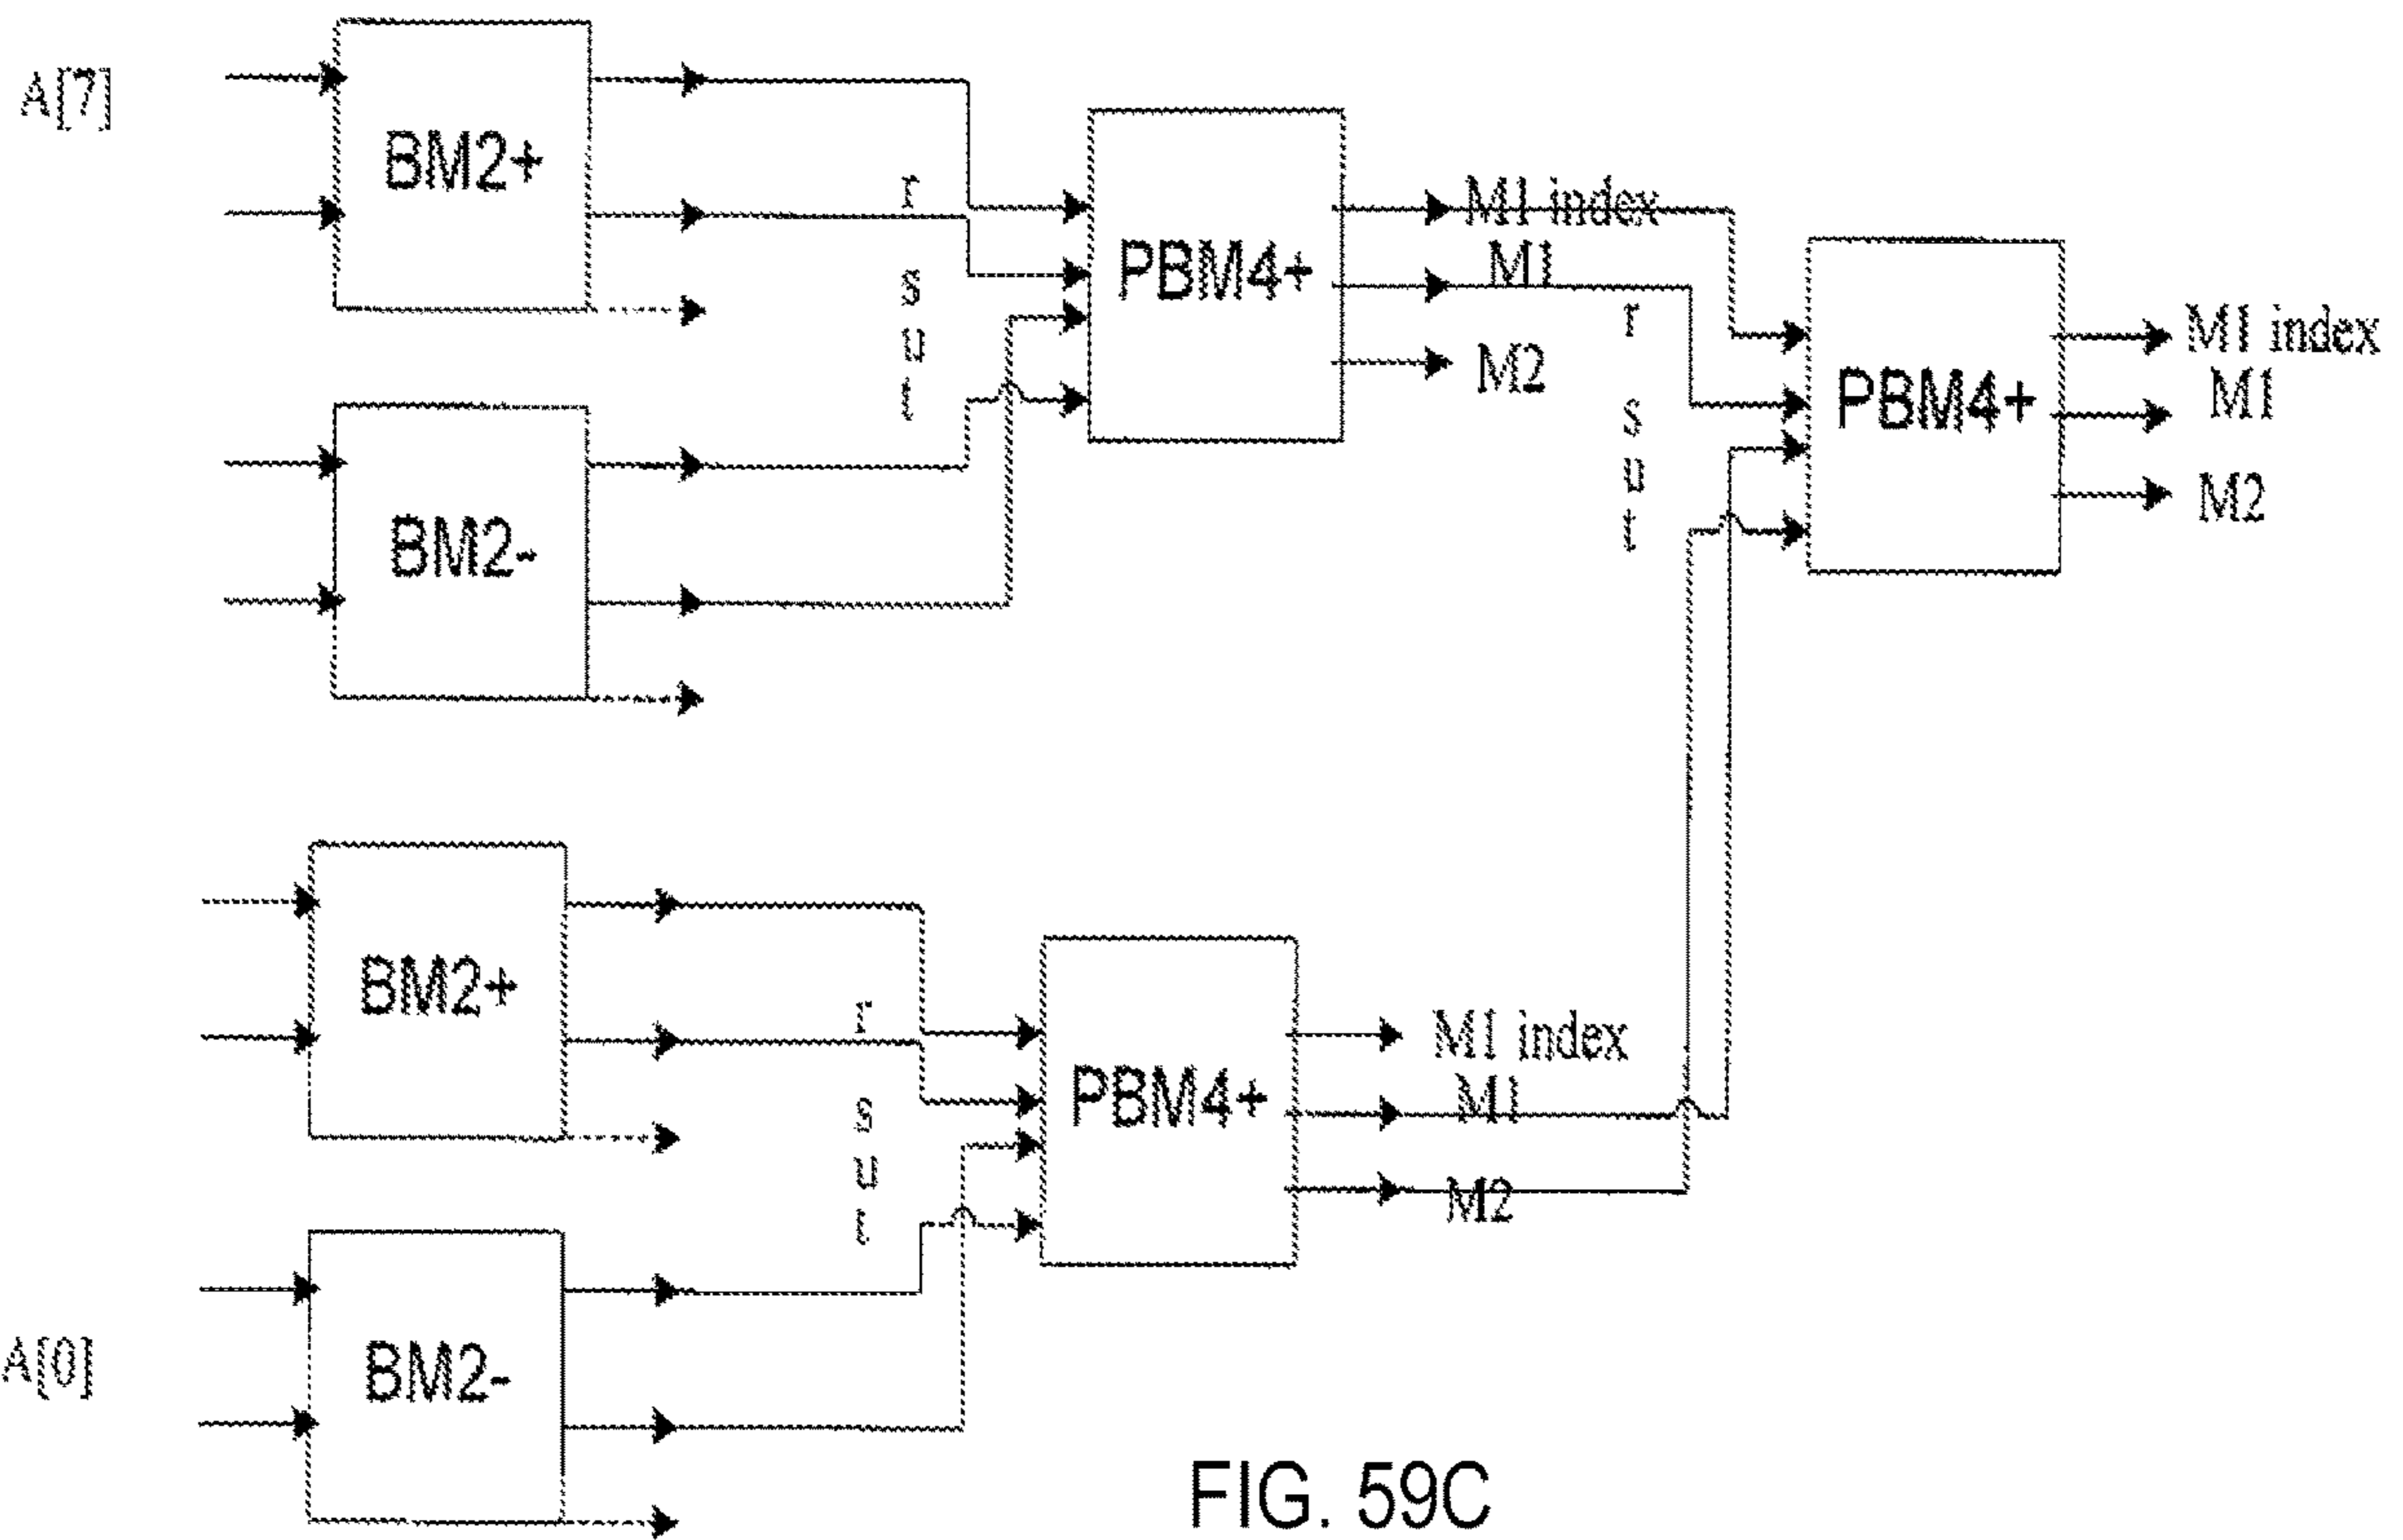 A[7]
BM2+
r
s
u
t
PBM4+
M1 index
M1
M2
BM2-
r
s
u
t
PBM4+
M1 index
M1
M2
BM2+
r
s
u
t
PBM4+
M1 index
M1
M2
A[0]
BM2-
FIG. 59C